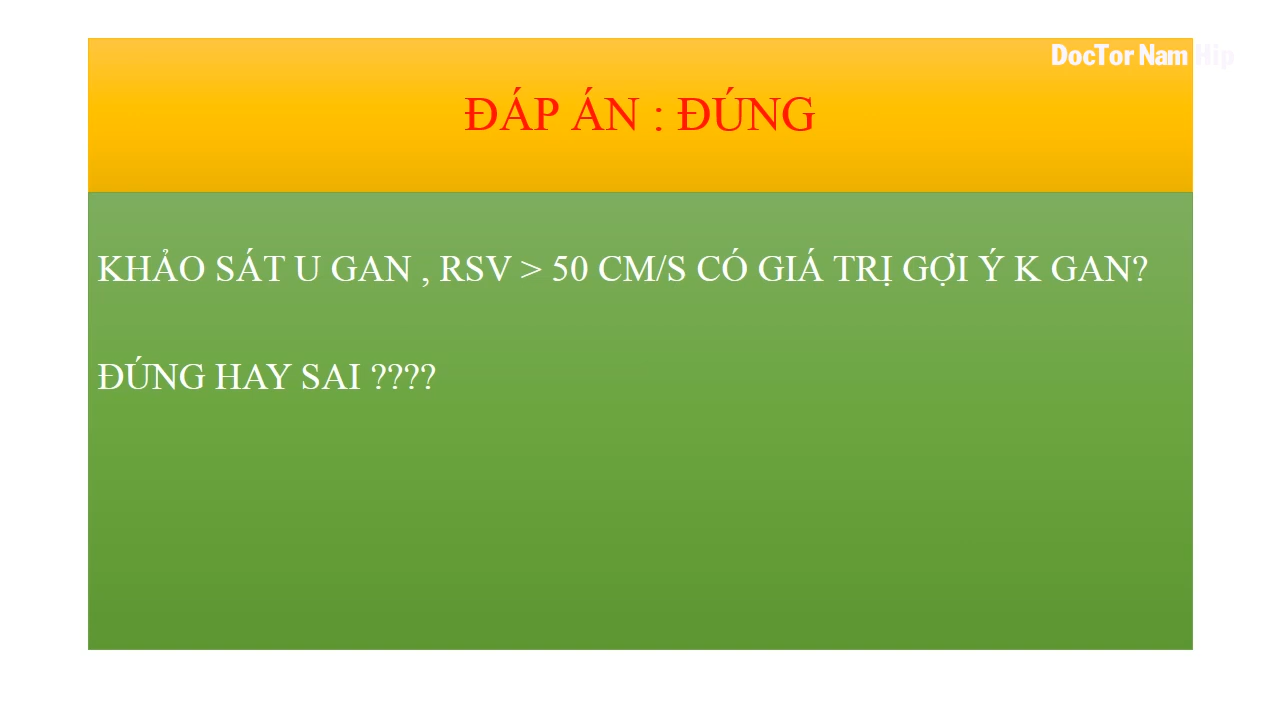 DocTor Nam Hip
ĐÁP ÁN : ĐÚNG
KHẢO SÁT U GAN , RSV > 50 CM/S CÓ GIÁ TRỊ GỢI Ý K GAN?
ĐÚNG HAY SAI ????